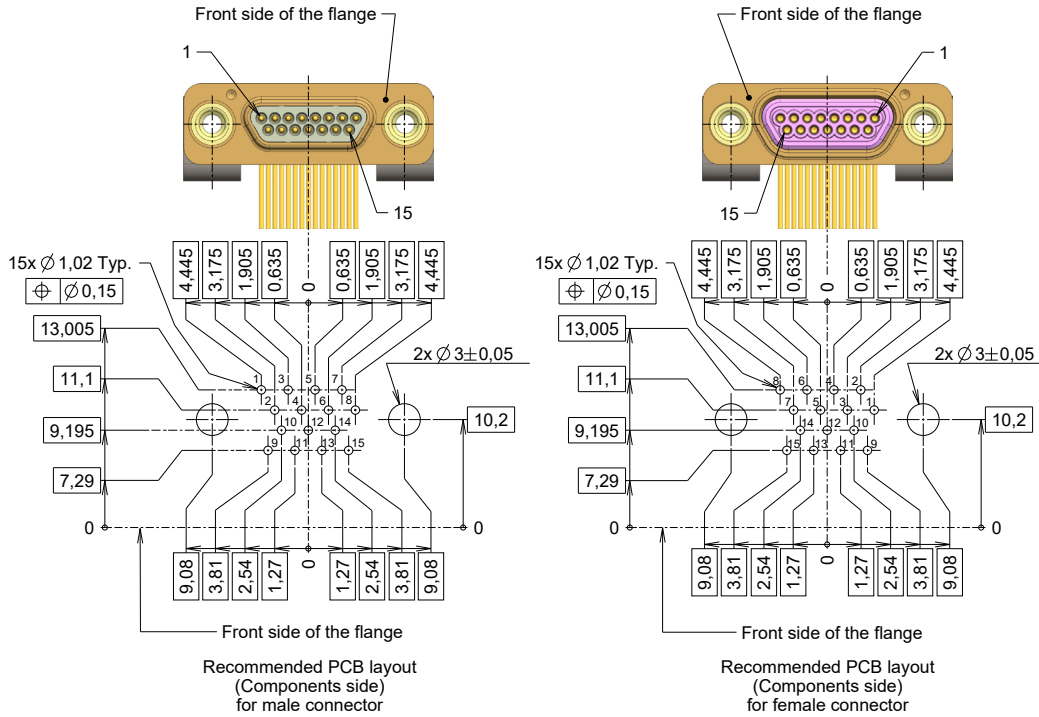 Front side of the flange
1
15
4,445
3,175
1,905
0,635
0
0,635
1,905
3,175
4,445
15x Ø 1,02 Typ.
⌖ Ø 0,15
13,005
11,1
9,195
7,29
0
2x Ø 3±0,05
10,2
0
1 3 5 7
2 4 6 8
10 12 14
9 11 13 15
9,08
3,81
2,54
1,27
0
1,27
2,54
3,81
9,08
Front side of the flange
Recommended PCB layout
(Components side)
for male connector
Front side of the flange
1
15
4,445
3,175
1,905
0,635
0
0,635
1,905
3,175
4,445
15x Ø 1,02 Typ.
⌖ Ø 0,15
13,005
11,1
9,195
7,29
0
2x Ø 3±0,05
10,2
0
8 6 4 2
7 5 3 1
14 12 10
15 13 11 9
9,08
3,81
2,54
1,27
0
1,27
2,54
3,81
9,08
Front side of the flange
Recommended PCB layout
(Components side)
for female connector